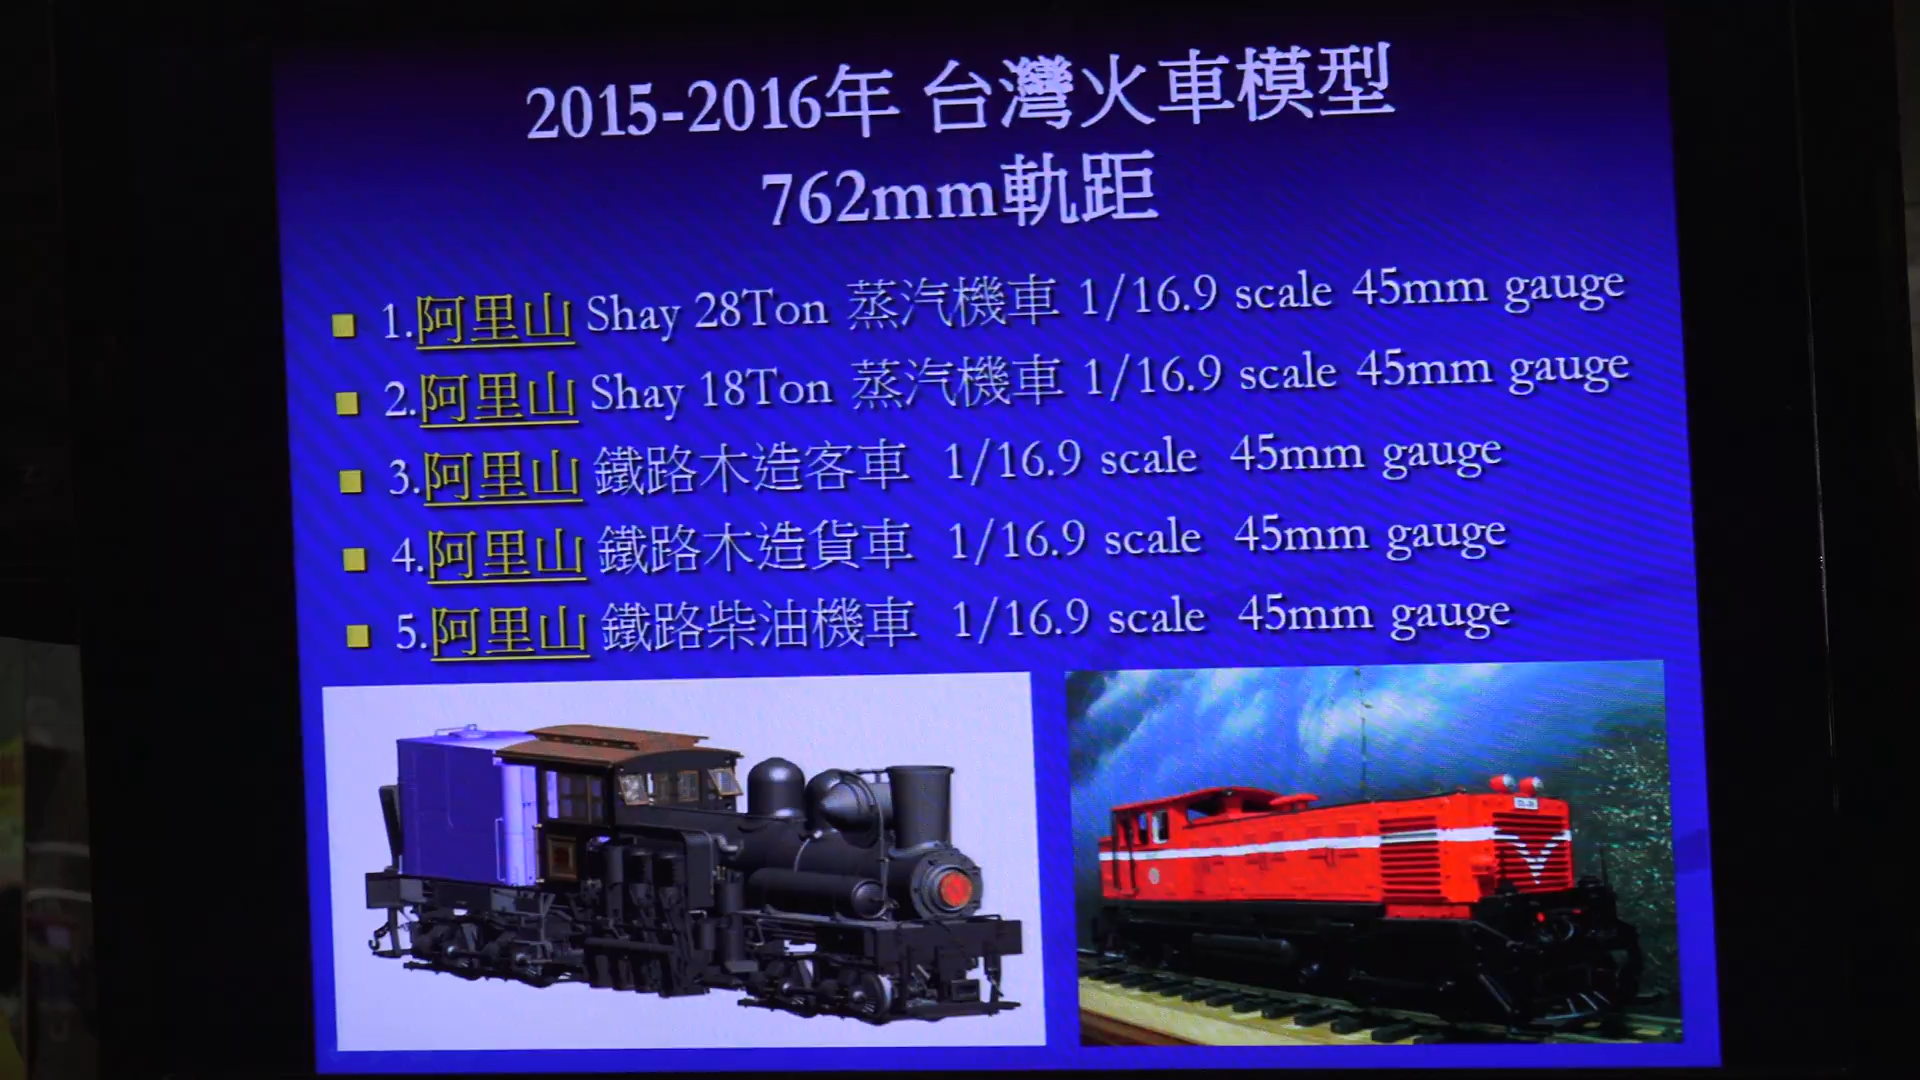 2015-2016年 台灣火車模型
762mm軌距
1.阿里山 Shay 28Ton 蒸汽機車 1/16.9 scale 45mm gauge
2.阿里山 Shay 18Ton 蒸汽機車 1/16.9 scale 45mm gauge
3.阿里山 鐵路木造客車 1/16.9 scale 45mm gauge
4.阿里山 鐵路木造貨車 1/16.9 scale 45mm gauge
5.阿里山 鐵路柴油機車 1/16.9 scale 45mm gauge